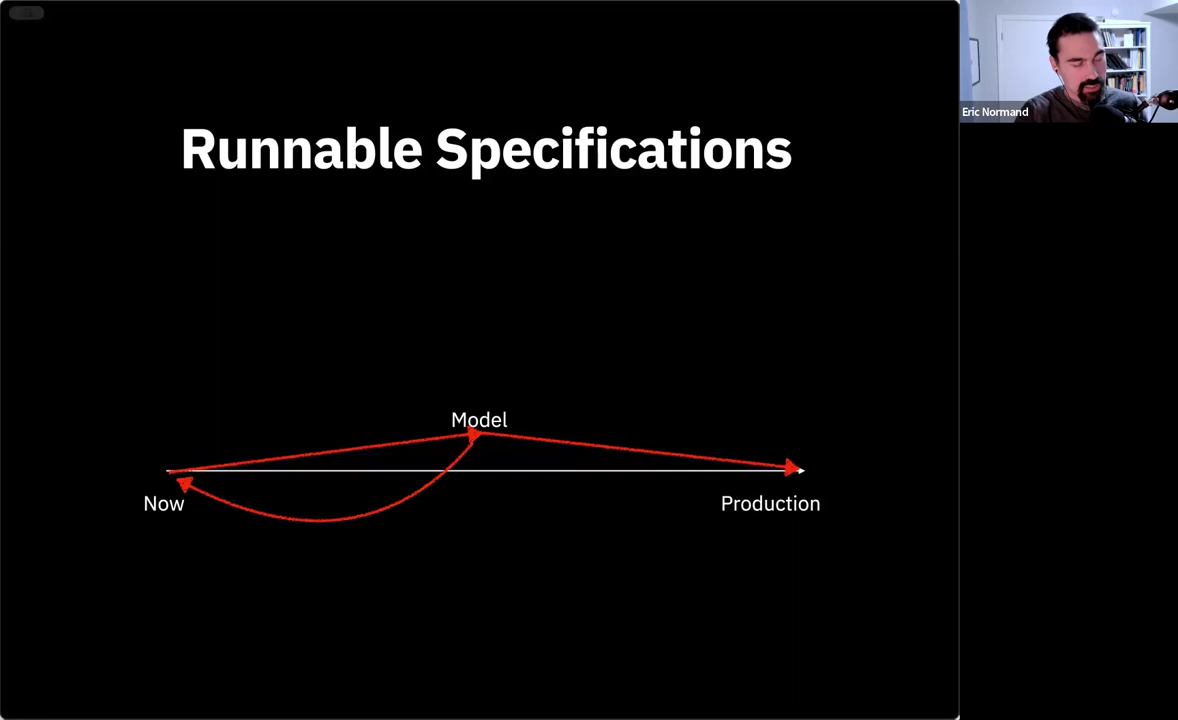 Runnable Specifications
Eric Normand
Model
Now
Production